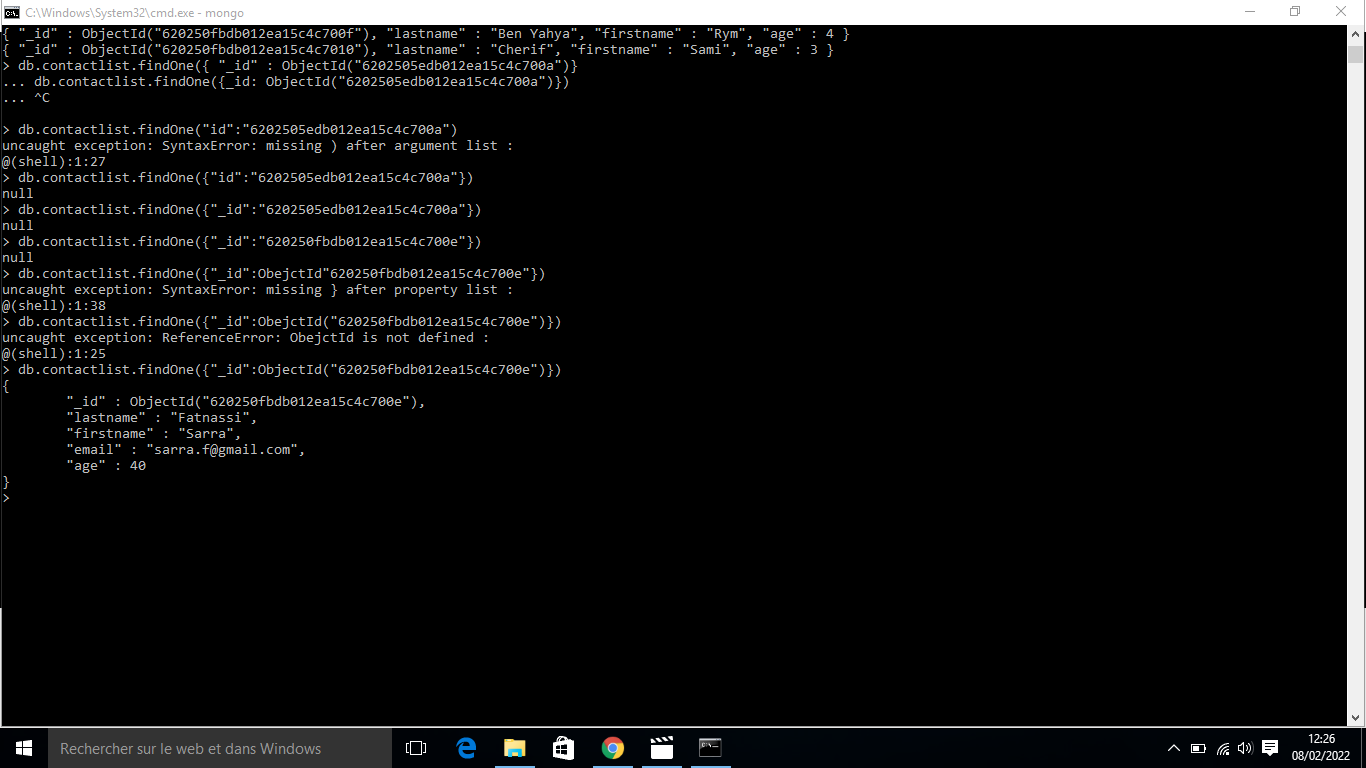 C:\Windows\System32\cmd.exe - mongo
{ "_id" : ObjectId("620250fbdb012ea15c4c700f"), "lastname" : "Ben Yahya", "firstname" : "Rym", "age" : 4 }
{ "_id" : ObjectId("620250fbdb012ea15c4c7010"), "lastname" : "Cherif", "firstname" : "Sami", "age" : 3 }
> db.contactlist.findOne({ "_id" : ObjectId("6202505edb012ea15c4c700a")}
... db.contactlist.findOne({_id: ObjectId("6202505edb012ea15c4c700a")})
... ^C
> db.contactlist.findOne("id":"6202505edb012ea15c4c700a")
uncaught exception: SyntaxError: missing ) after argument list :
@(shell):1:27
> db.contactlist.findOne({"id":"6202505edb012ea15c4c700a"})
null
> db.contactlist.findOne({"_id":"6202505edb012ea15c4c700a"})
null
> db.contactlist.findOne({"_id":"620250fbdb012ea15c4c700e"})
null
> db.contactlist.findOne({"_id":ObejctId"620250fbdb012ea15c4c700e"})
uncaught exception: SyntaxError: missing } after property list :
@(shell):1:38
> db.contactlist.findOne({"_id":ObejctId("620250fbdb012ea15c4c700e")})
uncaught exception: ReferenceError: ObejctId is not defined :
@(shell):1:25
> db.contactlist.findOne({"_id":ObjectId("620250fbdb012ea15c4c700e")})
{
"_id" : ObjectId("620250fbdb012ea15c4c700e"),
"lastname" : "Fatnassi",
"firstname" : "Sarra",
"email" : "sarra.f@gmail.com",
"age" : 40
}
>
Rechercher sur le web et dans Windows
12:26
08/02/2022